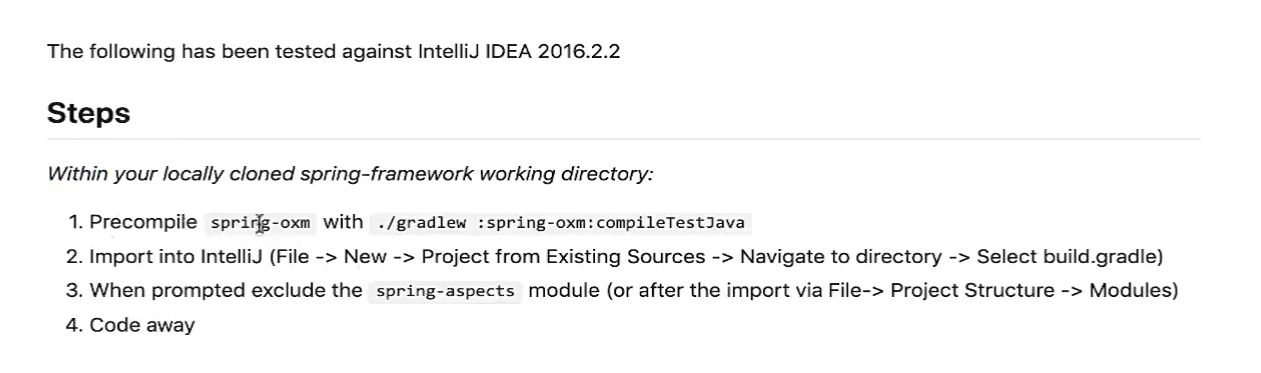 The following has been tested against IntelliJ IDEA 2016.2.2
Steps
Within your locally cloned spring-framework working directory:
1. Precompile spring-oxm with ./gradlew :spring-oxm:compileTestJava
2. Import into IntelliJ (File -> New -> Project from Existing Sources -> Navigate to directory -> Select build.gradle)
3. When prompted exclude the spring-aspects module (or after the import via File-> Project Structure -> Modules)
4. Code away